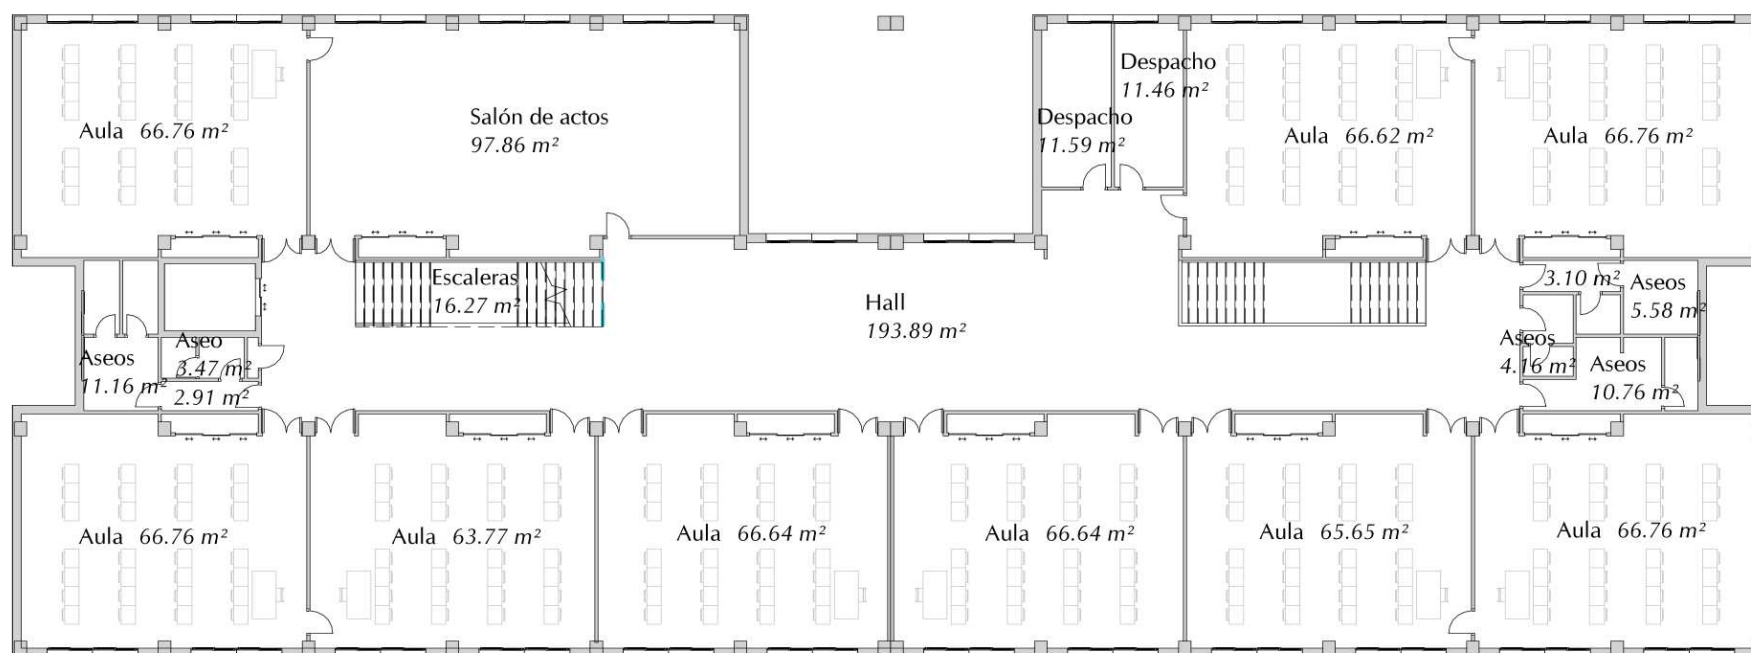 Despacho
11.46 m²
Salón de actos
97.86 m²
Despacho
11.59 m²
Aula 66.76 m²
Aula 66.62 m²
Aula 66.76 m²
Escaleras
16.27 m²
Hall
193.89 m²
3.10 m²
Aseos
5.58 m²
Aseos
11.16 m²
Aseo
3.47 m²
2.91 m²
Aseos
4.16 m²
Aseos
10.76 m²
Aula 66.76 m²
Aula 63.77 m²
Aula 66.64 m²
Aula 66.64 m²
Aula 65.65 m²
Aula 66.76 m²